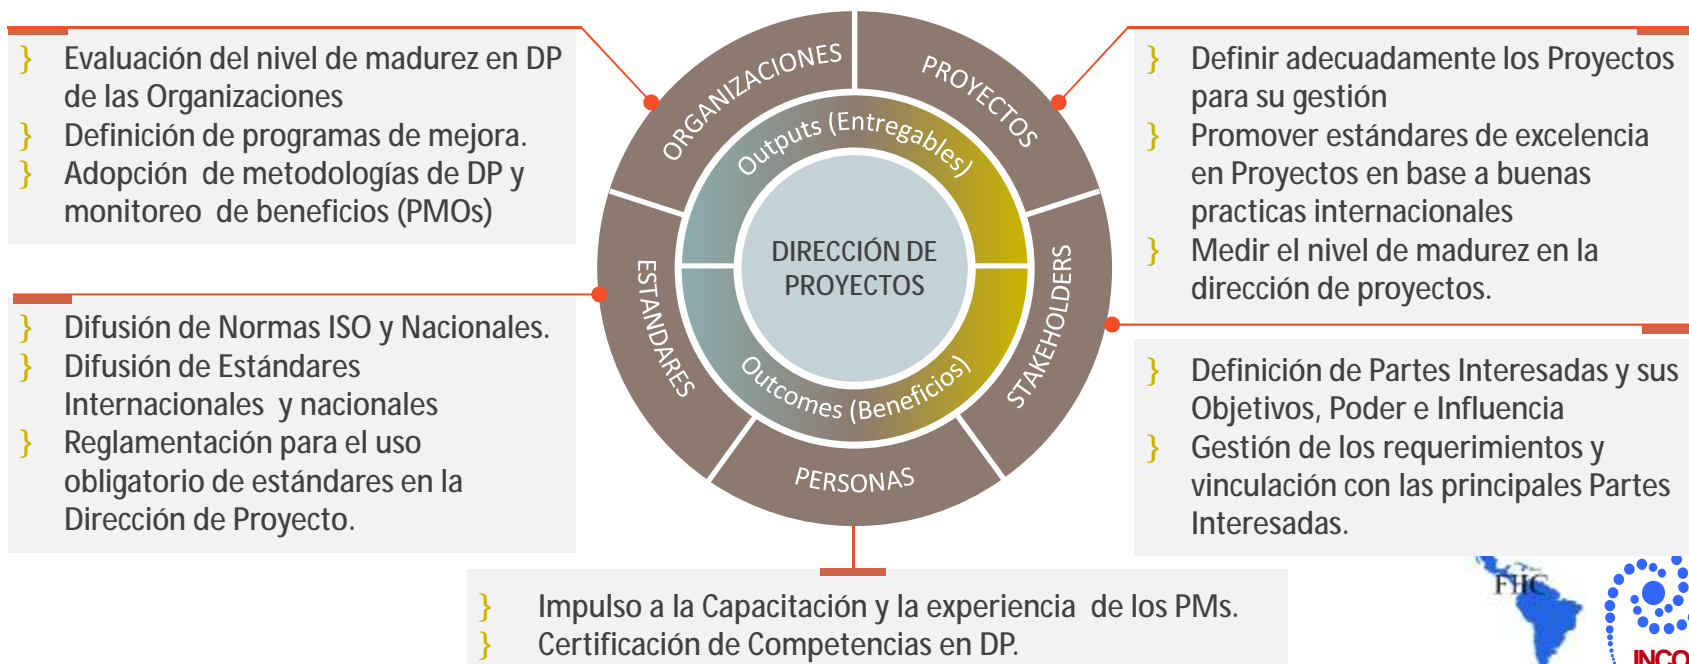 } Evaluación del nivel de madurez en DP
de las Organizaciones
} Definición de programas de mejora.
} Adopción de metodologías de DP y
monitoreo de beneficios (PMOs)
} Difusión de Normas ISO y Nacionales.
} Difusión de Estándares
Internacionales y nacionales
} Reglamentación para el uso
obligatorio de estándares en la
Dirección de Proyecto.
ORGANIZACIONES
PROYECTOS
Outputs (Entregables)
DIRECCIÓN DE
PROYECTOS
ESTANDARES
STAKEHOLDERS
Outcomes (Beneficios)
PERSONAS
} Definir adecuadamente los Proyectos
para su gestión
} Promover estándares de excelencia
en Proyectos en base a buenas
practicas internacionales
} Medir el nivel de madurez en la
dirección de proyectos.
} Definición de Partes Interesadas y sus
Objetivos, Poder e Influencia
} Gestión de los requerimientos y
vinculación con las principales Partes
Interesadas.
} Impulso a la Capacitación y la experiencia de los PMs.
} Certificación de Competencias en DP.
FIIC
INCO